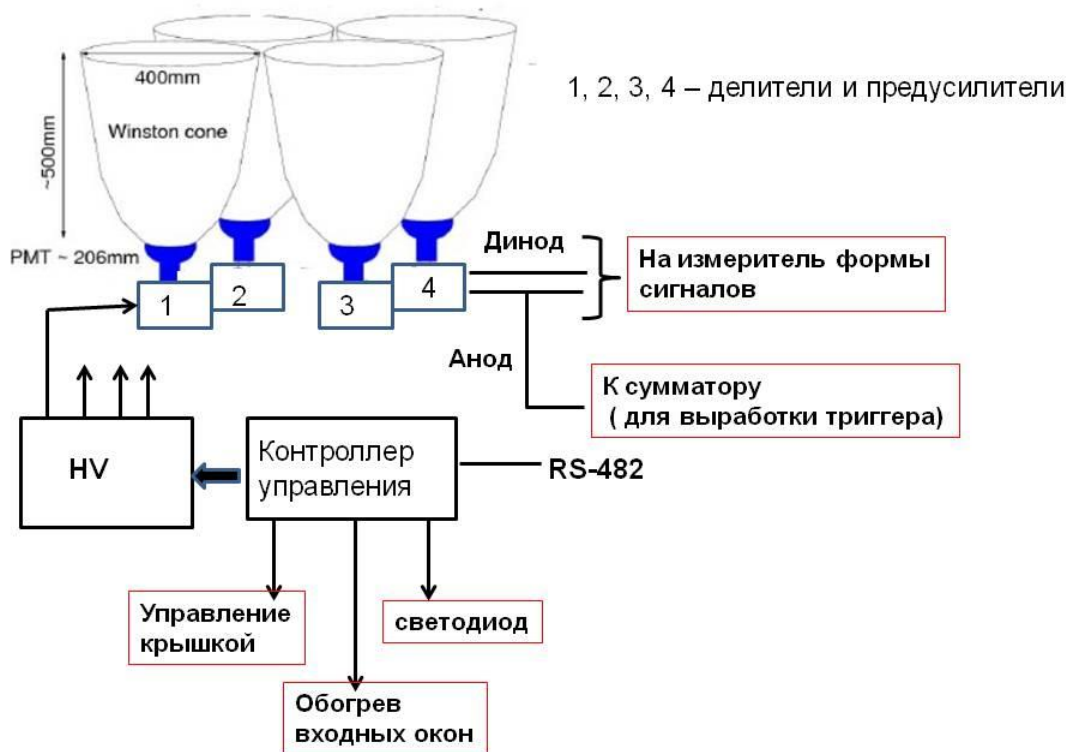 400mm
Winston cone
~500mm
PMT ~ 206mm
1, 2, 3, 4 – делители и предусилители
1
2
3
4
Динод
На измеритель формы
сигналов
Анод
К сумматору
( для выработки триггера)
HV
Контроллер
управления
RS-482
Управление
крышкой
светодиод
Обогрев
входных окон